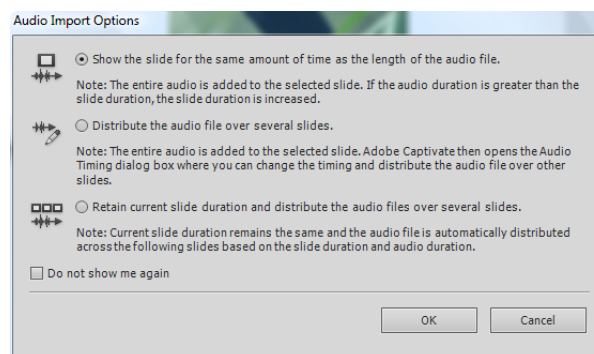 Audio Import Options
Show the slide for the same amount of time as the length of the audio file.
Note: The entire audio is added to the selected slide. If the audio duration is greater than the
slide duration, the slide duration is increased.
Distribute the audio file over several slides.
Note: The entire audio is added to the selected slide. Adobe Captivate then opens the Audio
Timing dialog box where you can change the timing and distribute the audio file over other
slides.
Retain current slide duration and distribute the audio files over several slides.
Note: Current slide duration remains the same and the audio file is automatically distributed
across the following slides based on the slide duration and audio duration.
Do not show me again
OK
Cancel